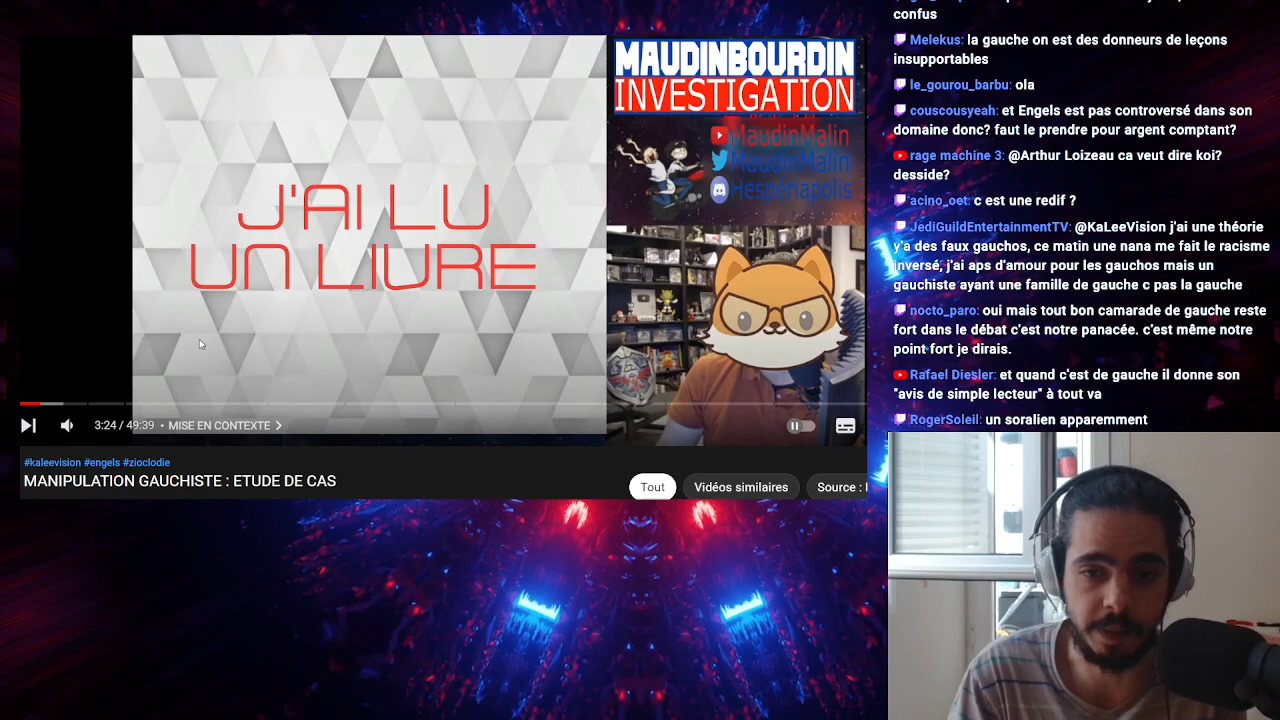 J'AI LU
UN LIVRE
MAUDINBOURDIN
INVESTIGATION
MaudinMalin
MaudinMalin
Hespériapolis
3:24 / 49:39 • MISE EN CONTEXTE
#kaleevision #engels #zioclodie
MANIPULATION GAUCHISTE : ETUDE DE CAS
Tout
Vidéos similaires
Source :
confus
Melekus: la gauche on est des donneurs de leçons
insupportables
le_gourou_barbu: ola
couscousyeah: et Engels est pas controversé dans son
domaine donc? faut le prendre pour argent comptant?
rage machine 3: @Arthur Loizeau ca veut dire koi?
desside?
acino_oet: c est une redif ?
JediGuildEntertainmentTV: @KaLeeVision j'ai une théorie
y'a des faux gauchos, ce matin une nana me fait le racisme
inversé, j'ai aps d'amour pour les gauchos mais un
gauchiste ayant une famille de gauche c pas la gauche
nocto_paro: oui mais tout bon camarade de gauche reste
fort dans le débat c'est notre panacée. c'est même notre
point fort je dirais.
Rafael Diesler: et quand c'est de gauche il donne son
"avis de simple lecteur" à tout va
RogerSoleil: un soralien apparemment